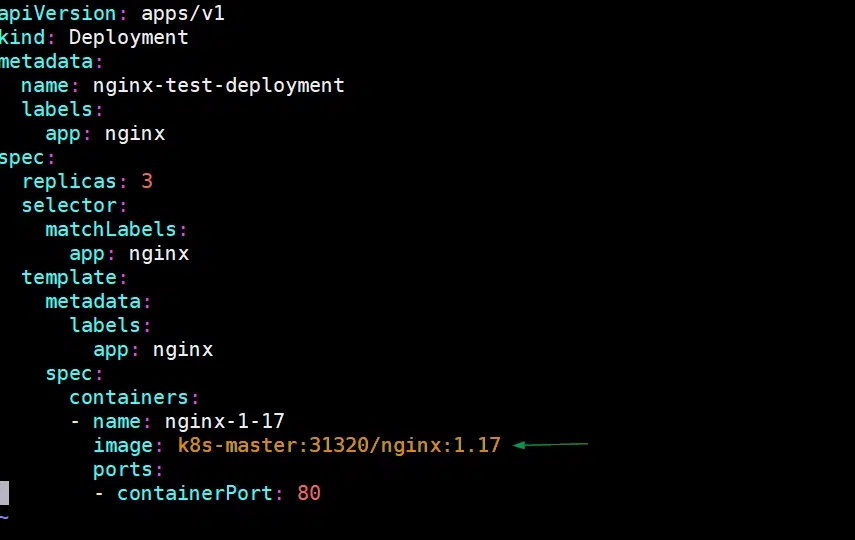 apiVersion: apps/v1
kind: Deployment
metadata:
  name: nginx-test-deployment
  labels:
    app: nginx
spec:
  replicas: 3
  selector:
    matchLabels:
      app: nginx
  template:
    metadata:
      labels:
        app: nginx
    spec:
      containers:
      - name: nginx-1-17
        image: k8s-master:31320/nginx:1.17
        ports:
        - containerPort: 80
~